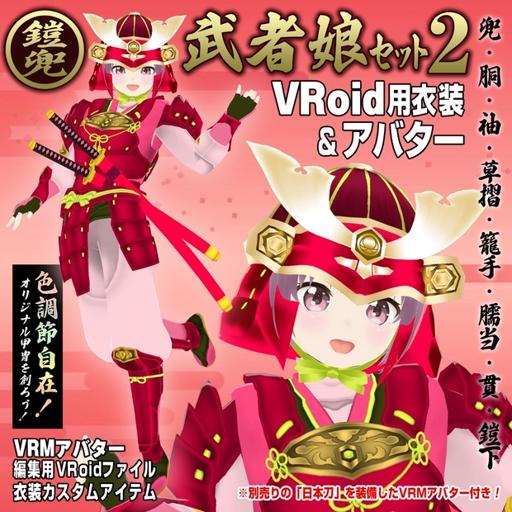 鎧兜
武者娘セット2
VRoid用衣装
&アバター
兜・胴・袖・草摺・籠手・臑当・貫・鎧下
色調節自在!
オリジナル甲冑を創ろう!
VRMアバター
編集用VRoidファイル
衣装カスタムアイテム
※別売りの「日本刀」を装備したVRMアバター付き!